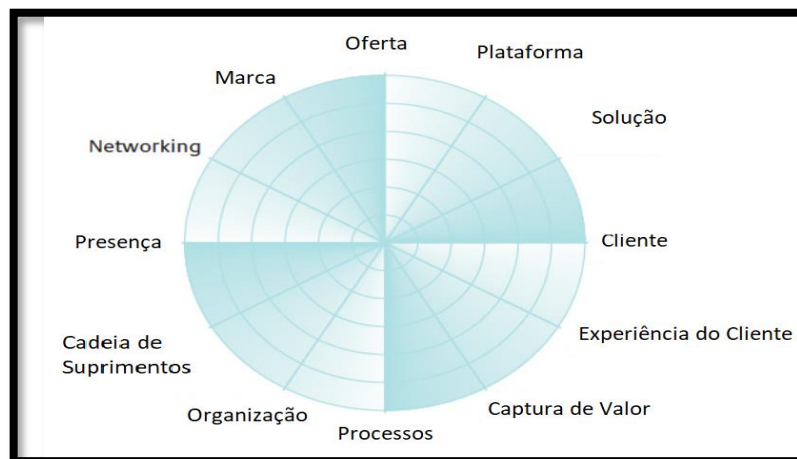 Oferta
Plataforma
Solução
Cliente
Experiência do Cliente
Captura de Valor
Processos
Organização
Cadeia de
Suprimentos
Presença
Networking
Marca